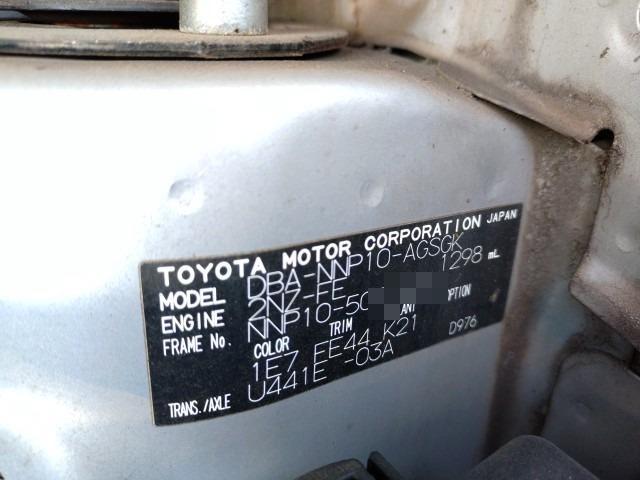 TOYOTA MOTOR CORPORATION JAPAN
MODEL DBA-NNP10-AGSGK
ENGINE 2NZ-FE 1298 mL
FRAME No. NNP10-50
COLOR TRIM OPTION
1E7 EE44 K21 D976
TRANS./AXLE U441E -03A